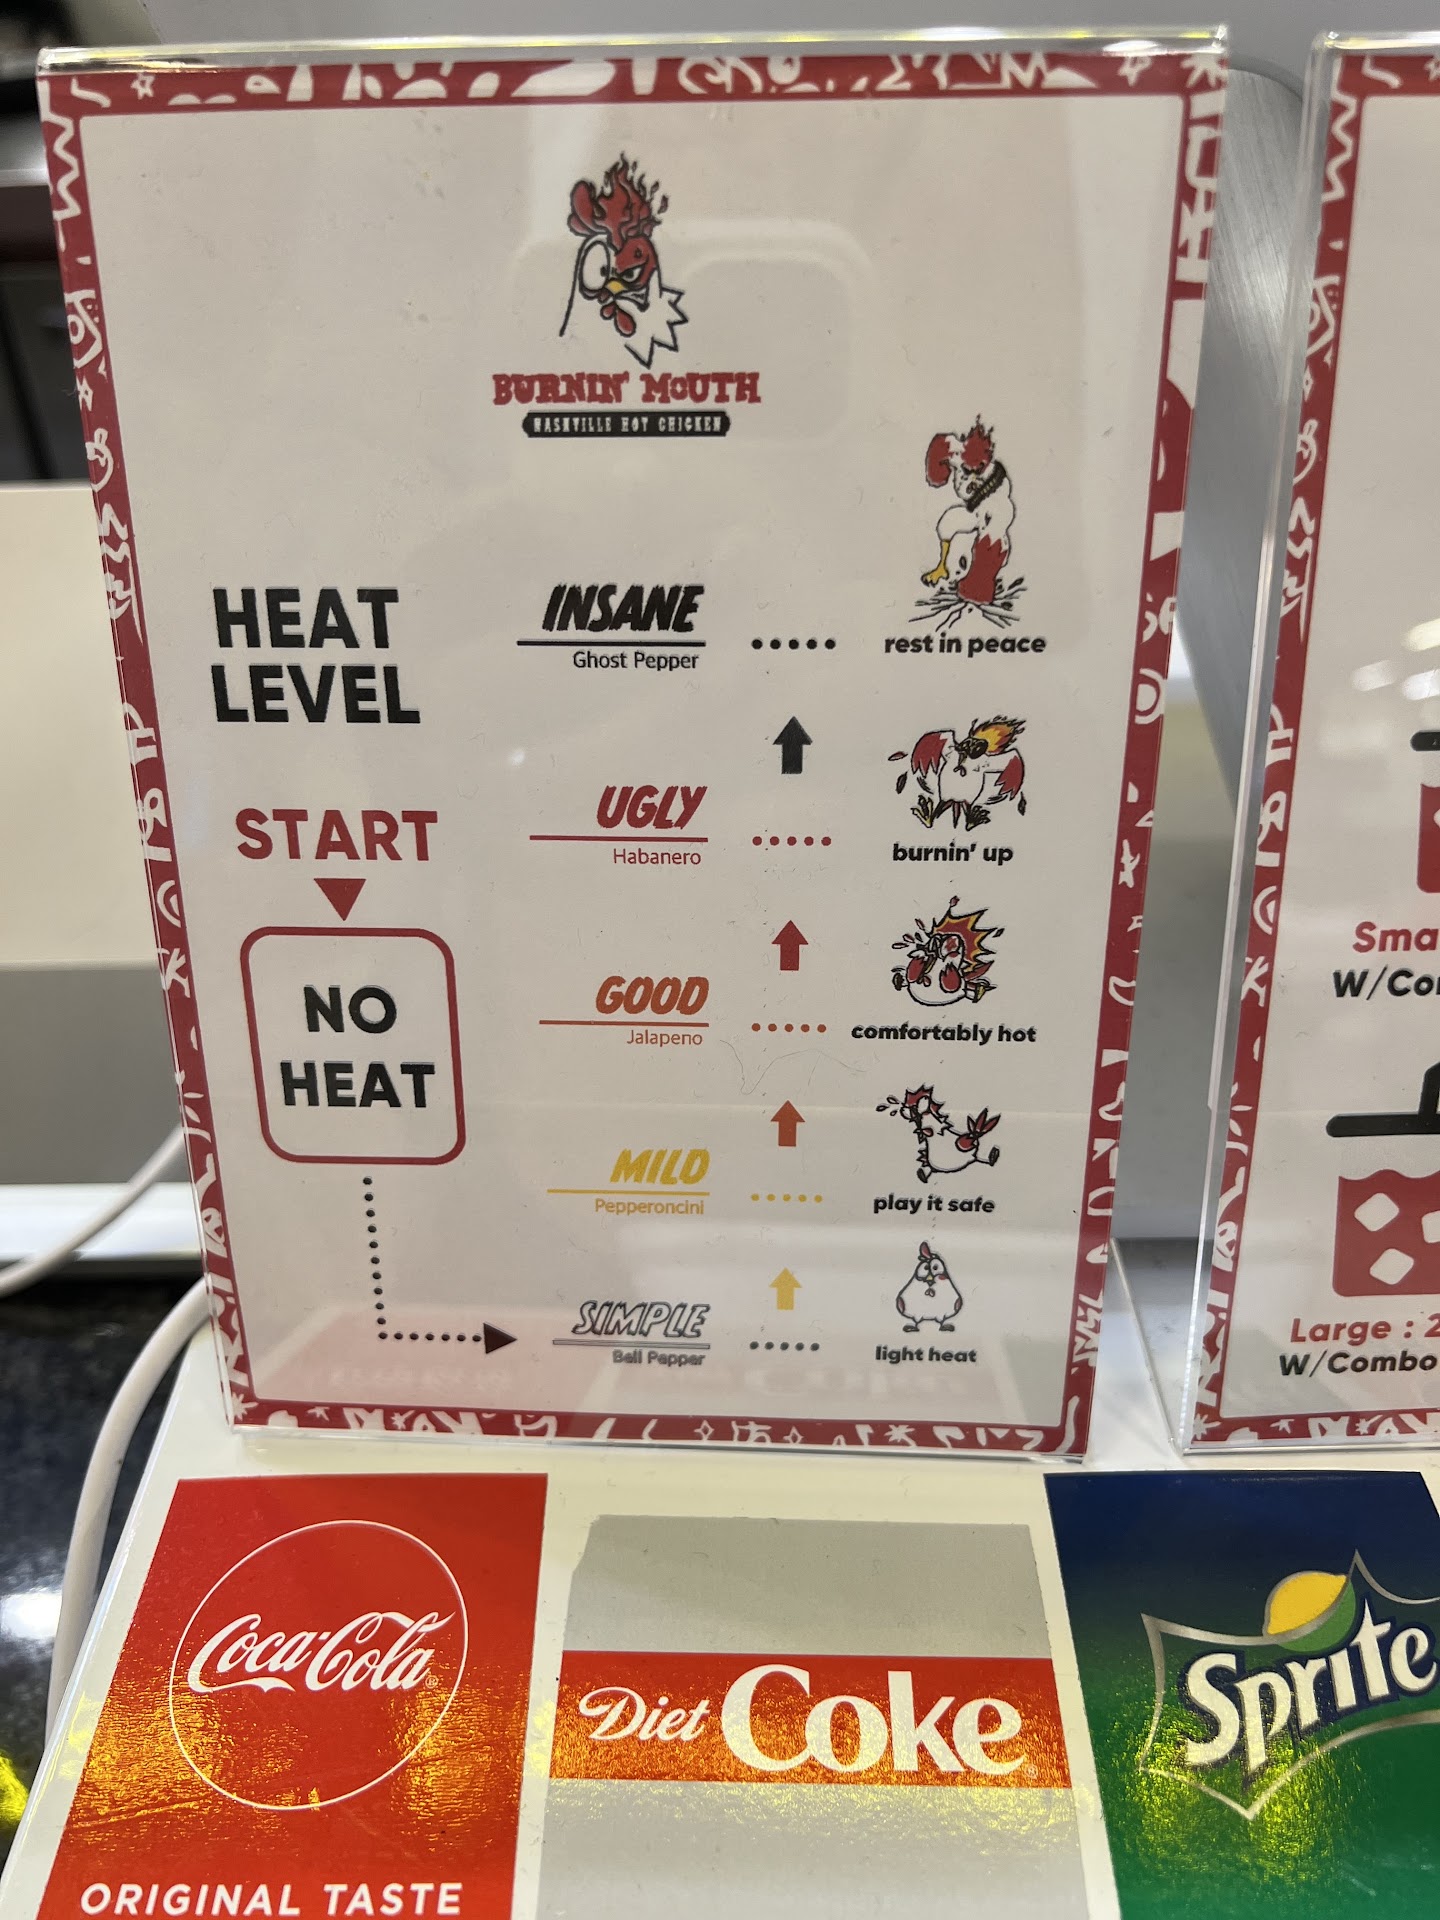 BURNIN' MOUTH
NASHVILLE HOT CHICKEN
HEAT
LEVEL
START
NO
HEAT
INSANE
Ghost Pepper
rest in peace
UGLY
Habanero
burnin' up
GOOD
Jalapeno
comfortably hot
MILD
Pepperoncini
play it safe
SIMPLE
Bell Pepper
light heat
Large : 2
W/Combo
Coca-Cola
ORIGINAL TASTE
Diet Coke
Sprite